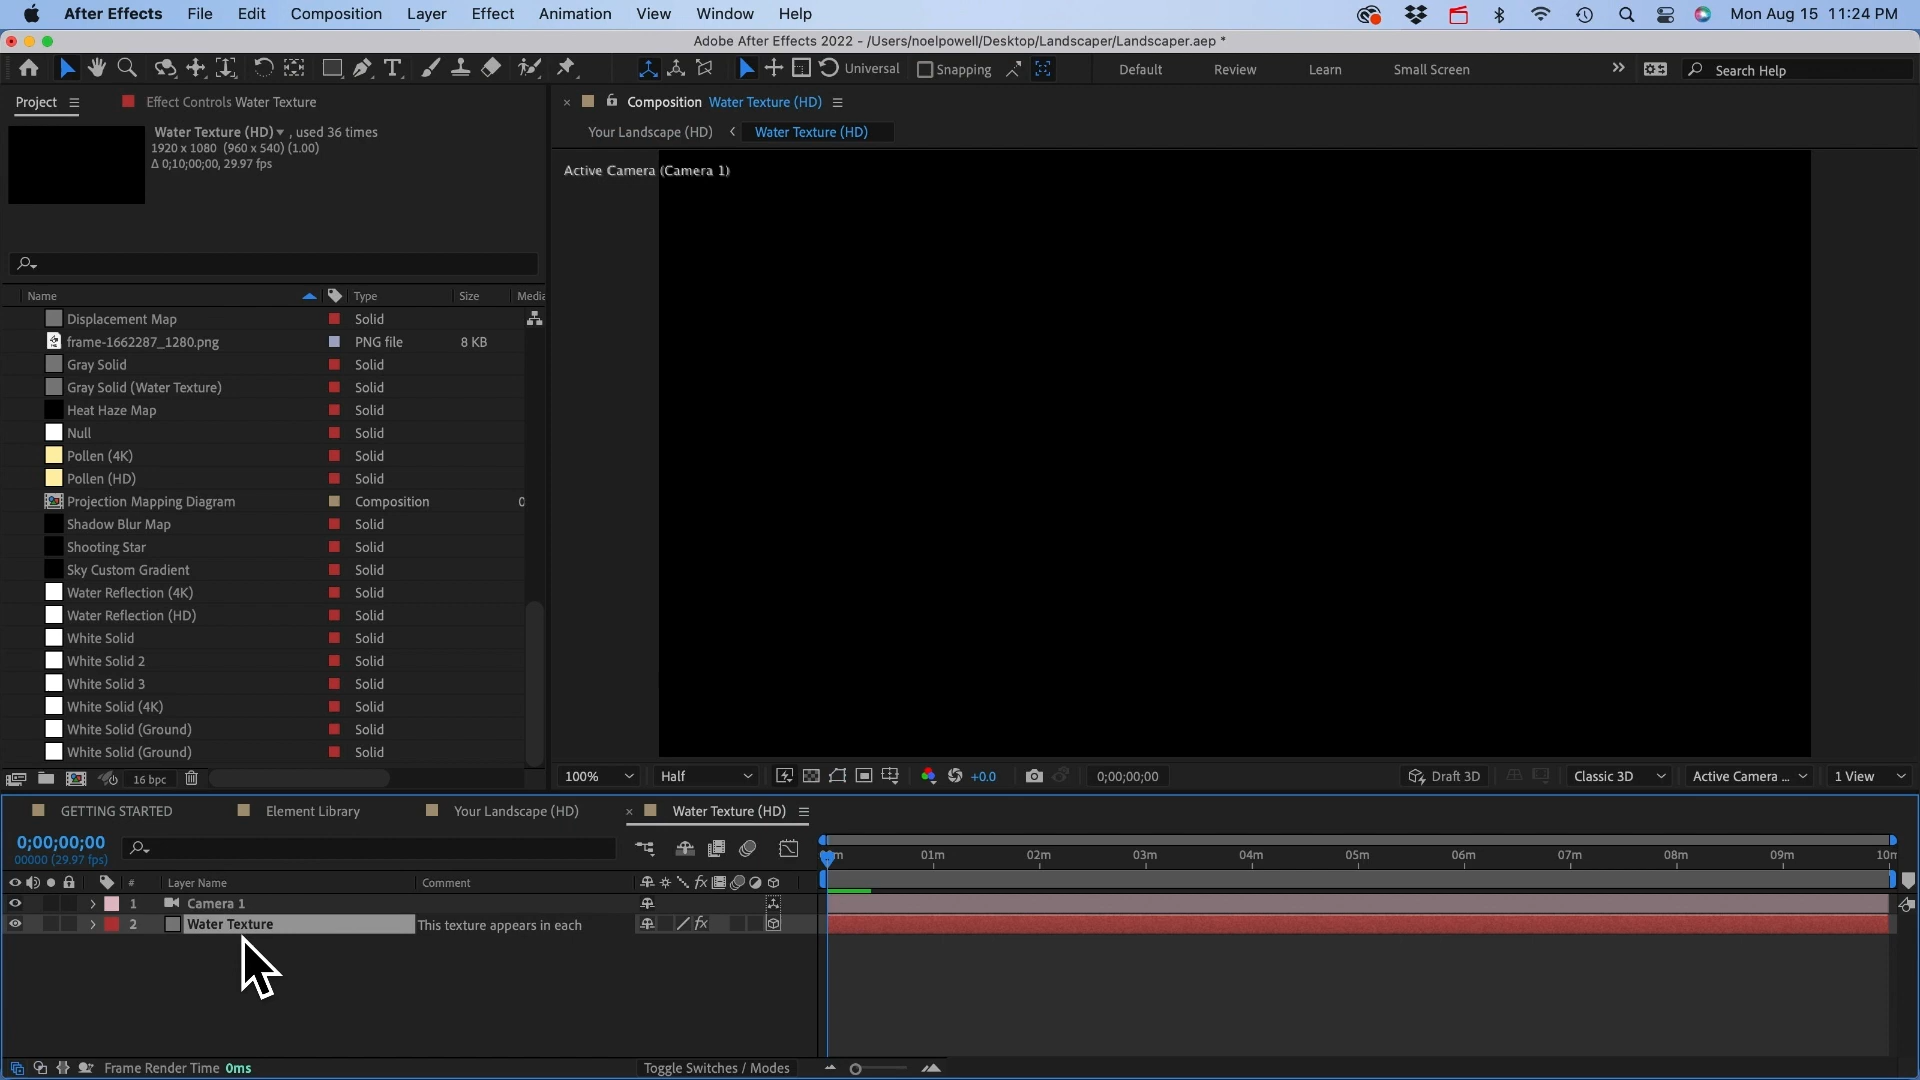 After Effects File Edit Composition Layer Effect Animation View Window Help Mon Aug 15 11:24 PM
Adobe After Effects 2022 - /Users/noelpowell/Desktop/Landscaper/Landscaper.aep *
Universal Snapping Default Review Learn Small Screen Search Help
Project Effect Controls Water Texture
Water Texture (HD) , used 36 times
1920 x 1080 (960 x 540) (1.00)
Δ 0;10;00;00, 29.97 fps
Composition Water Texture (HD)
Your Landscape (HD) Water Texture (HD)
Active Camera (Camera 1)
Name Type Size Media
Displacement Map Solid
frame-1662287_1280.png PNG file 8 KB
Gray Solid Solid
Gray Solid (Water Texture) Solid
Heat Haze Map Solid
Null Solid
Pollen (4K) Solid
Pollen (HD) Solid
Projection Mapping Diagram Composition 0
Shadow Blur Map Solid
Shooting Star Solid
Sky Custom Gradient Solid
Water Reflection (4K) Solid
Water Reflection (HD) Solid
White Solid Solid
White Solid 2 Solid
White Solid 3 Solid
White Solid (4K) Solid
White Solid (Ground) Solid
White Solid (Ground) Solid
16 bpc
100% Half +0.0 0;00;00;00 Draft 3D Classic 3D Active Camera ... 1 View
GETTING STARTED Element Library Your Landscape (HD) Water Texture (HD)
0;00;00;00
00000 (29.97 fps)
01m 02m 03m 04m 05m 06m 07m 08m 09m
# Layer Name Comment fx
1 Camera 1
2 Water Texture This texture appears in each fx
Frame Render Time 0ms Toggle Switches / Modes